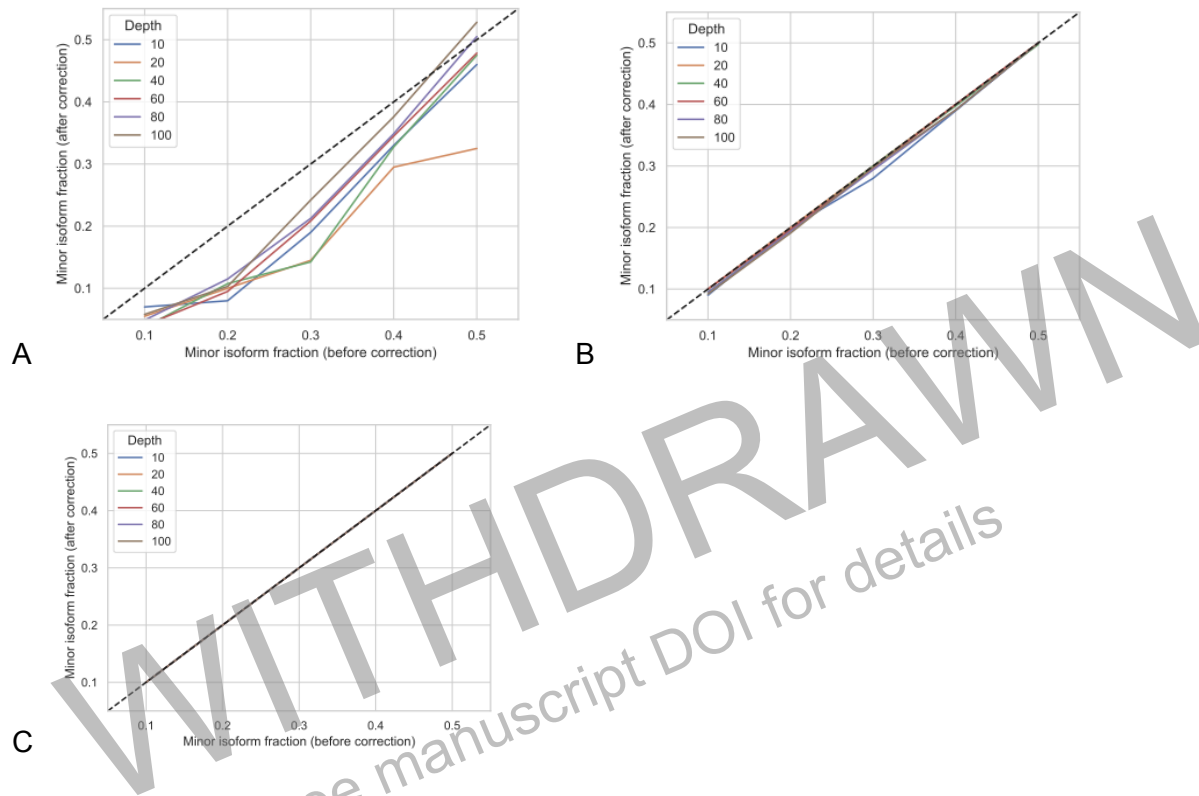 Depth
10
20
40
60
80
100
0.5
0.4
0.3
0.2
0.1
Minor isoform fraction (after correction)
0.1 0.2 0.3 0.4 0.5
Minor isoform fraction (before correction)
A
Depth
10
20
40
60
80
100
0.5
0.4
0.3
0.2
0.1
Minor isoform fraction (after correction)
0.1 0.2 0.3 0.4 0.5
Minor isoform fraction (before correction)
B
Depth
10
20
40
60
80
100
0.5
0.4
0.3
0.2
0.1
Minor isoform fraction (after correction)
0.1 0.2 0.3 0.4 0.5
Minor isoform fraction (before correction)
C
WITHDRAWN
manuscript DOI for details